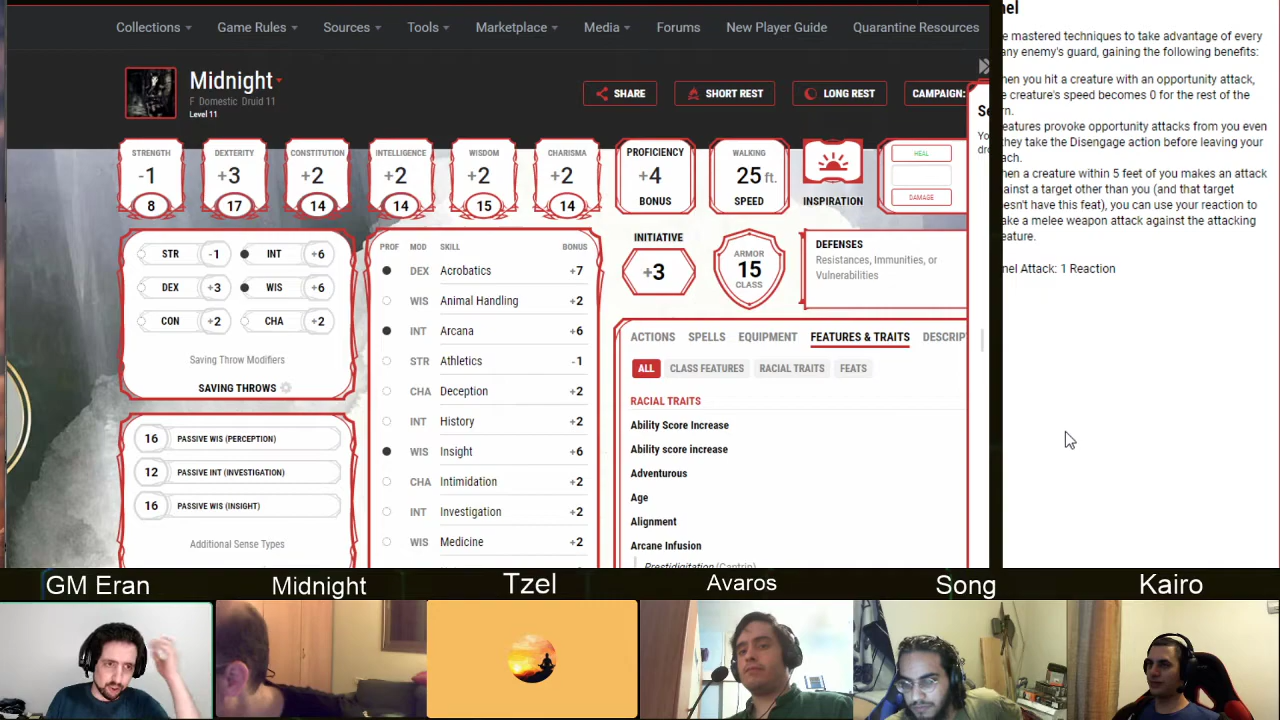 Collections Game Rules Sources Tools Marketplace Media Forums New Player Guide Quarantine Resources
Midnight
F Domestic Druid 11
Level 11
SHARE SHORT REST LONG REST CAMPAIGN:
STRENGTH
-1
8
DEXTERITY
+3
17
CONSTITUTION
+2
14
INTELLIGENCE
+2
14
WISDOM
+2
15
CHARISMA
+2
14
PROFICIENCY
+4
BONUS
WALKING
25 ft.
SPEED
INSPIRATION
HEAL
DAMAGE
STR -1 INT +6
DEX +3 WIS +6
CON +2 CHA +2
Saving Throw Modifiers
SAVING THROWS
16 PASSIVE WIS (PERCEPTION)
12 PASSIVE INT (INVESTIGATION)
16 PASSIVE WIS (INSIGHT)
Additional Sense Types
PROF MOD SKILL BONUS
DEX Acrobatics +7
WIS Animal Handling +2
INT Arcana +6
STR Athletics -1
CHA Deception +2
INT History +2
WIS Insight +6
CHA Intimidation +2
INT Investigation +2
WIS Medicine +2
INITIATIVE
+3
ARMOR
15
CLASS
DEFENSES
Resistances, Immunities, or
Vulnerabilities
ACTIONS SPELLS EQUIPMENT FEATURES & TRAITS DESCRIP
ALL CLASS FEATURES RACIAL TRAITS FEATS
RACIAL TRAITS
Ability Score Increase
Ability score increase
Adventurous
Age
Alignment
Arcane Infusion
Prestidigitation (Cantrip)
Se
Yo
dro
nel
e mastered techniques to take advantage of every
any enemy's guard, gaining the following benefits:
hen you hit a creature with an opportunity attack,
e creature's speed becomes 0 for the rest of the
rn.
eatures provoke opportunity attacks from you even
they take the Disengage action before leaving your
ach.
hen a creature within 5 feet of you makes an attack
ainst a target other than you (and that target
esn't have this feat), you can use your reaction to
ake a melee weapon attack against the attacking
eature.
nel Attack: 1 Reaction
GM Eran Midnight Tzel Avaros Song Kairo